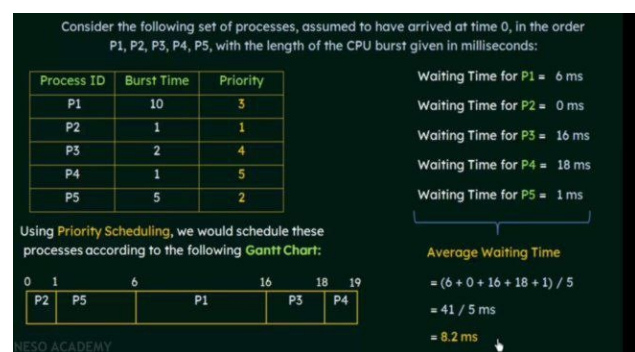 Consider the following set of processes, assumed to have arrived at time 0, in the order
P1, P2, P3, P4, P5, with the length of the CPU burst given in milliseconds:
Process ID Burst Time Priority
P1 10 3
P2 1 1
P3 2 4
P4 1 5
P5 5 2
Waiting Time for P1 = 6 ms
Waiting Time for P2 = 0 ms
Waiting Time for P3 = 16 ms
Waiting Time for P4 = 18 ms
Waiting Time for P5 = 1 ms
Using Priority Scheduling, we would schedule these
processes according to the following Gantt Chart:
0 1 6 16 18 19
P2 P5 P1 P3 P4
Average Waiting Time
= (6 + 0 + 16 + 18 + 1) / 5
= 41 / 5 ms
= 8.2 ms
NESO ACADEMY